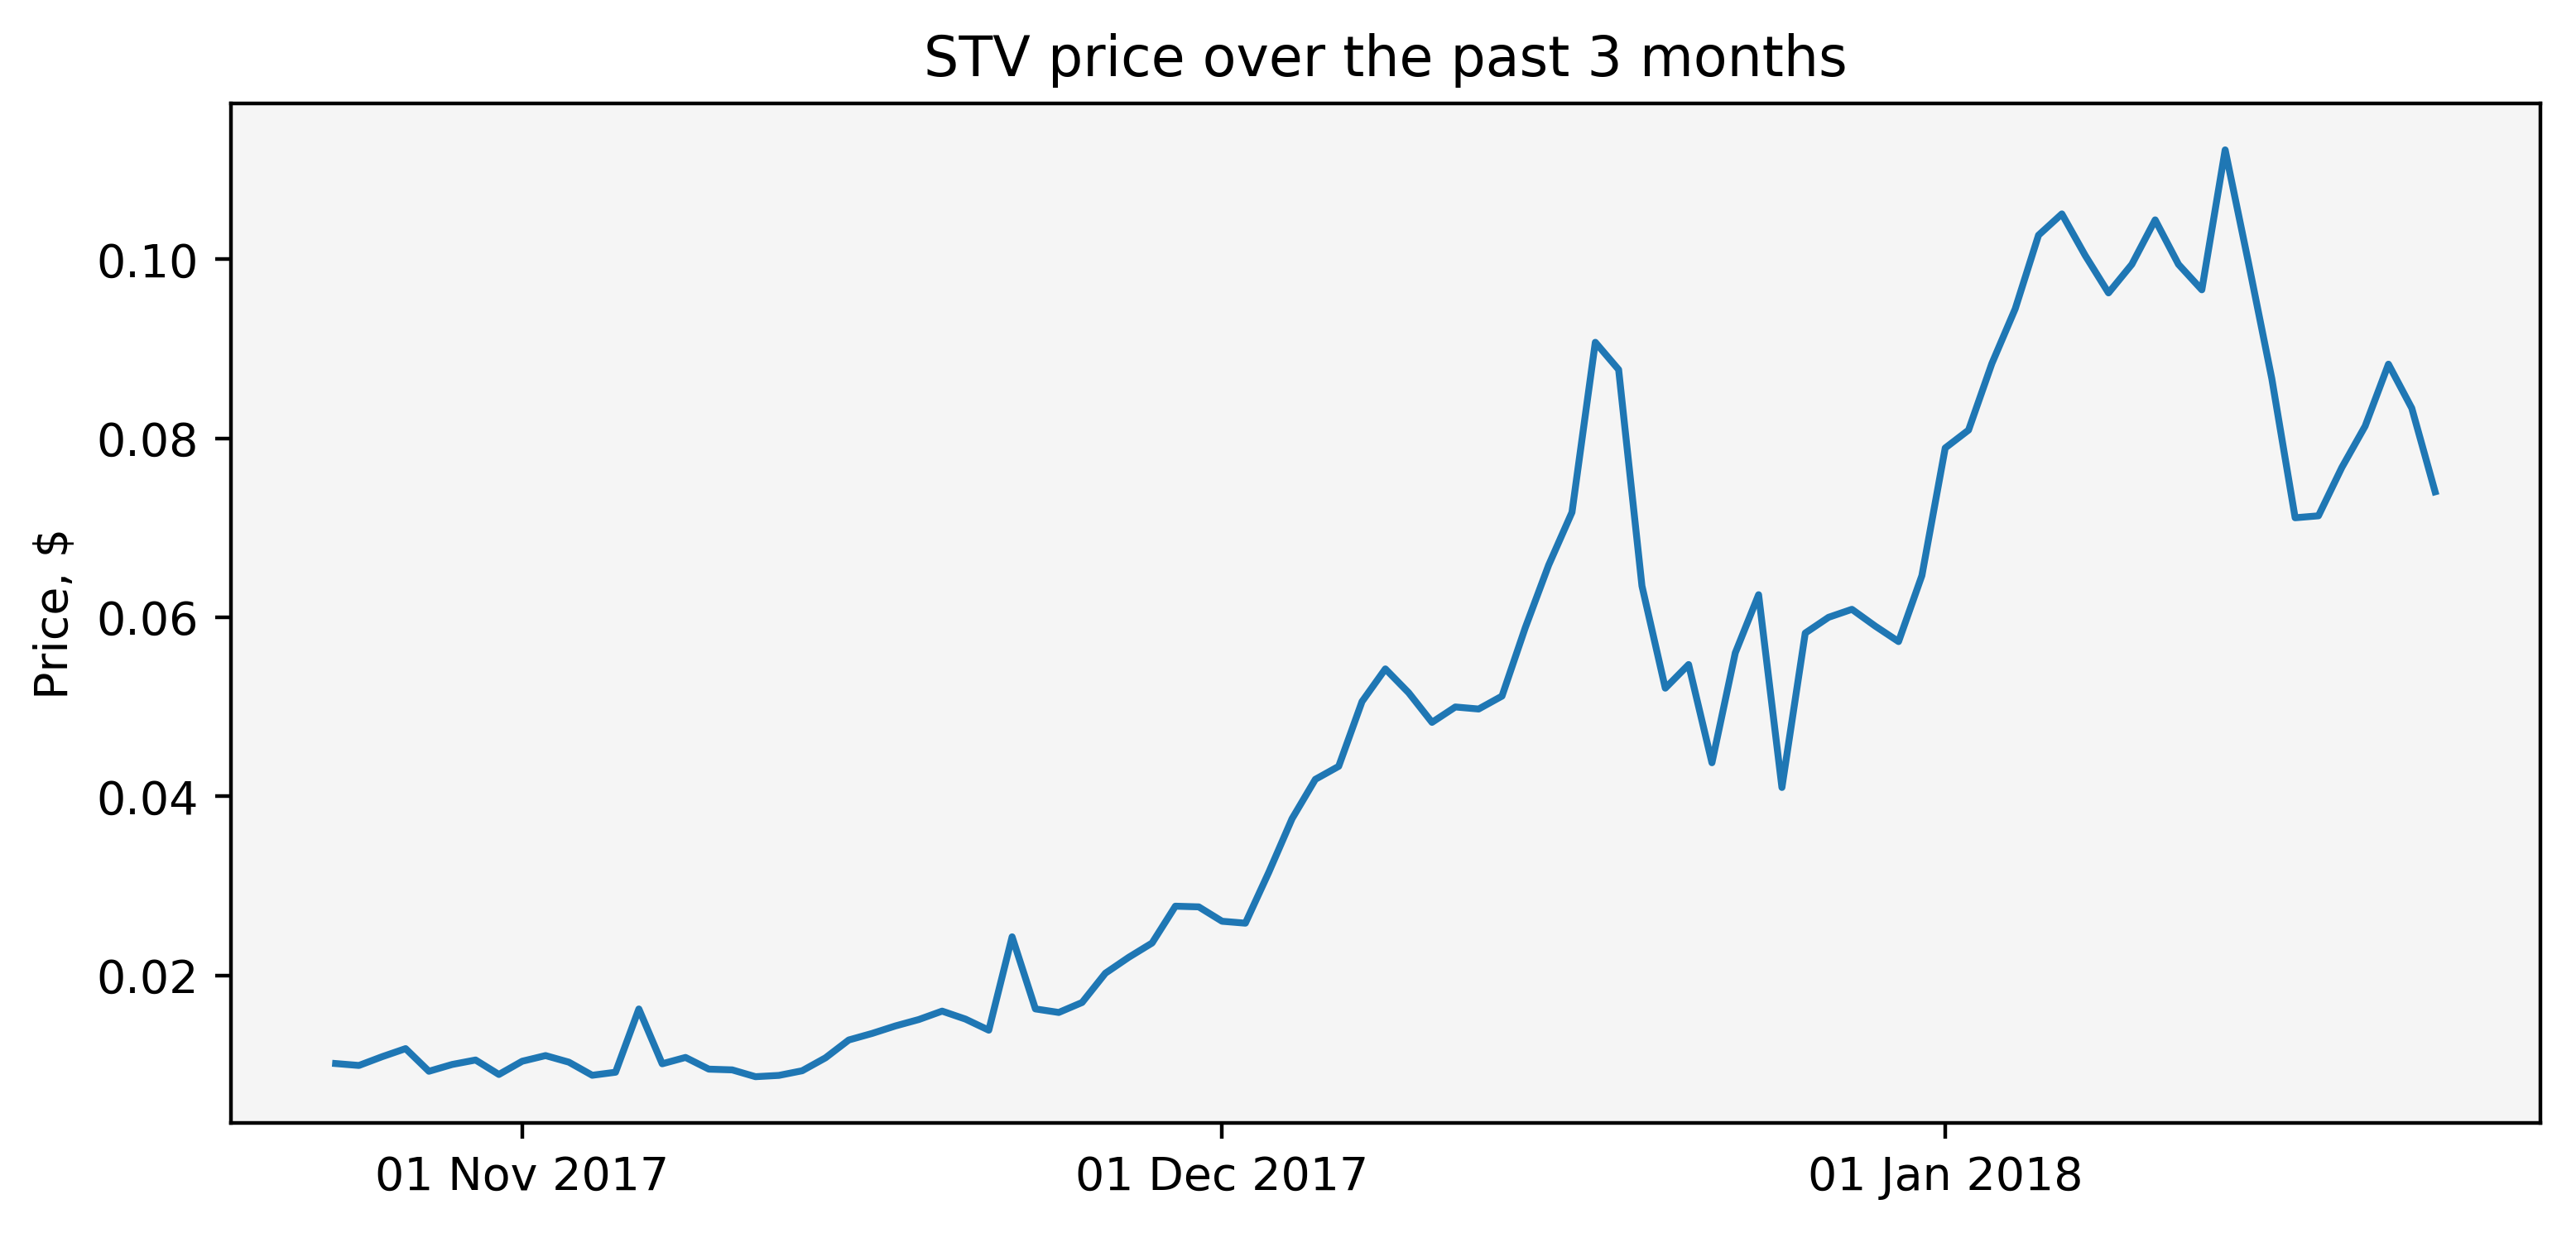 STV price over the past 3 months
Price, $
0.10
0.08
0.06
0.04
0.02
01 Nov 2017
01 Dec 2017
01 Jan 2018